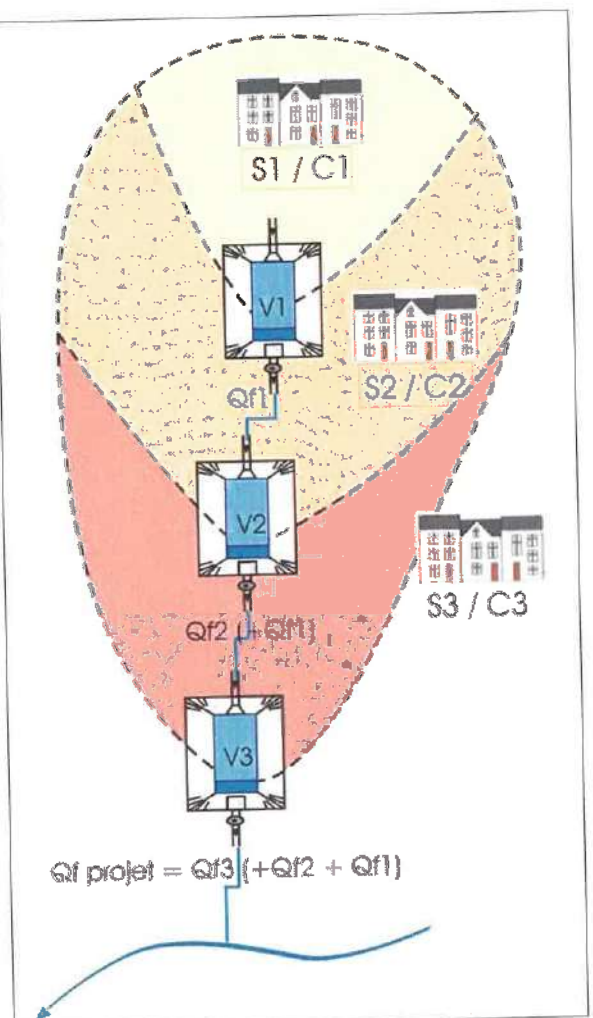 S1 / C1
V1
S2 / C2
Qf1
V2
S3 / C3
Qf2 (+Qf1)
V3
Qf projet = Qf3 (+Qf2 + Qf1)